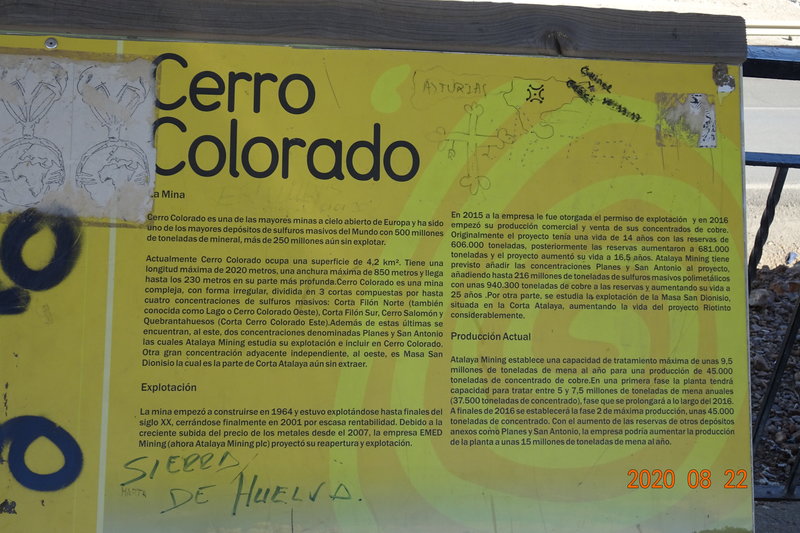 Cerro
Colorado
La Mina
Cerro Colorado es una de las mayores minas a cielo abierto de Europa y ha sido
uno de los mayores depósitos de sulfuros masivos del Mundo con 500 millones
de toneladas de mineral, más de 250 millones aún sin explotar.
Actualmente Cerro Colorado ocupa una superficie de 4,2 km². Tiene una
longitud máxima de 2020 metros, una anchura máxima de 850 metros y llega
hasta los 230 metros en su parte más profunda.Cerro Colorado es una mina
compleja, con forma irregular, dividida en 3 cortas compuestas por hasta
cuatro concentraciones de sulfuros masivos: Corta Filón Norte (también
conocida como Lago o Cerro Colorado Oeste), Corta Filón Sur, Cerro Salomón y
Quebrantahuesos (Corta Cerro Colorado Este).Además de estas últimas se
encuentran, al este, dos concentraciones denominadas Planes y San Antonio
las cuales Atalaya Mining estudia su explotación e incluir en Cerro Colorado.
Otra gran concentración adyacente independiente, al oeste, es Masa San
Dionisio la cual es la parte de Corta Atalaya aún sin extraer.
Explotación
La mina empezó a construirse en 1964 y estuvo explotándose hasta finales del
siglo XX, cerrándose finalmente en 2001 por escasa rentabilidad. Debido a la
creciente subida del precio de los metales desde el 2007, la empresa EMED
Mining (ahora Atalaya Mining plc) proyectó su reapertura y explotación.
SIERRA
MARTA
DE HUELVA.
ASTURIAS
En 2015 a la empresa le fue otorgada el permiso de explotación y en 2016
empezó su producción comercial y venta de sus concentrados de cobre.
Originalmente el proyecto tenía una vida de 14 años con las reservas de
606.000 toneladas, posteriormente las reservas aumentaron a 681.000
toneladas y el proyecto aumentó su vida a 16,5 años. Atalaya Mining tiene
previsto añadir las concentraciones Planes y San Antonio al proyecto,
añadiendo hasta 216 millones de toneladas de sulfuros masivos polimetálicos
con unas 940.300 toneladas de cobre a las reservas y aumentando su vida a
25 años .Por otra parte, se estudia la explotación de la Masa San Dionisio,
situada en la Corta Atalaya, aumentando la vida del proyecto Riotinto
considerablemente.
Producción Actual
Atalaya Mining establece una capacidad de tratamiento máxima de unas 9,5
millones de toneladas de mena al año para una producción de 45.000
toneladas de concentrado de cobre.En una primera fase la planta tendrá
capacidad para tratar entre 5 y 7,5 millones de toneladas de mena anuales
(37.500 toneladas de concentrado), fase que se prolongará a lo largo del 2016.
A finales de 2016 se establecerá la fase 2 de máxima producción, unas 45.000
toneladas de concentrado. Con el aumento de las reservas de otros depósitos
anexos como Planes y San Antonio, la empresa podría aumentar la producción
de la planta a unas 15 millones de toneladas de mena al año.
2020 08 22